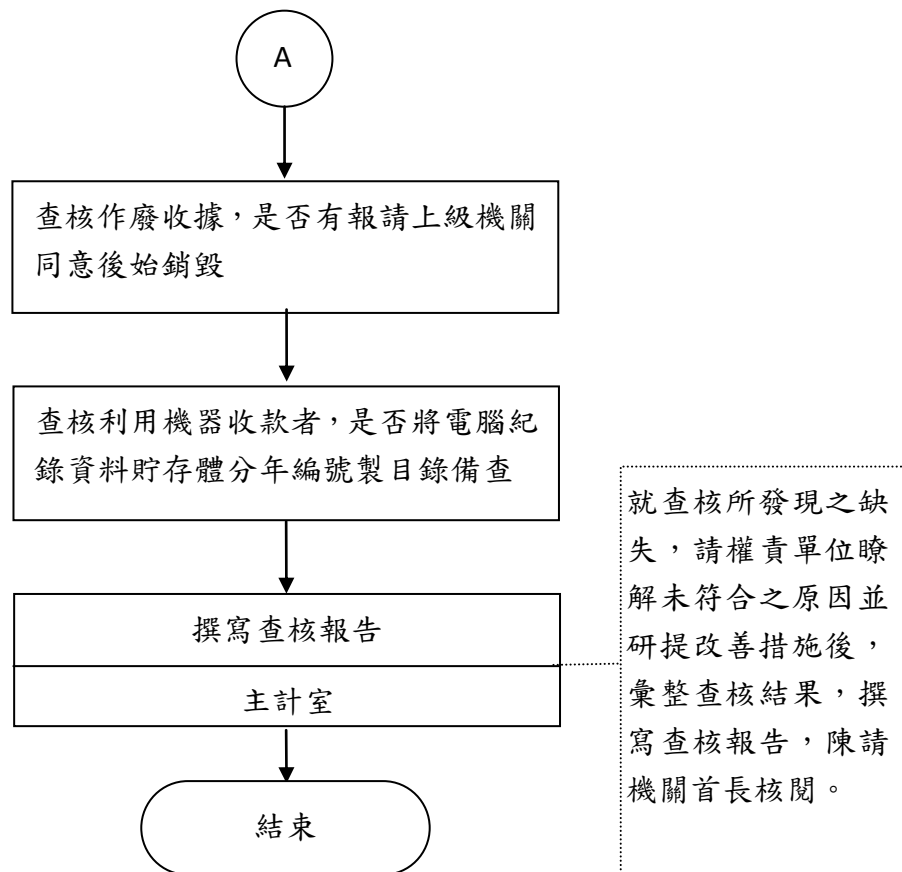 A
查核作廢收據，是否有報請上級機關
同意後始銷毀
查核利用機器收款者，是否將電腦紀
錄資料貯存體分年編號製目錄備查
撰寫查核報告
主計室
就查核所發現之缺
失，請權責單位瞭
解未符合之原因並
研提改善措施後，
彙整查核結果，撰
寫查核報告，陳請
機關首長核閱。
結束